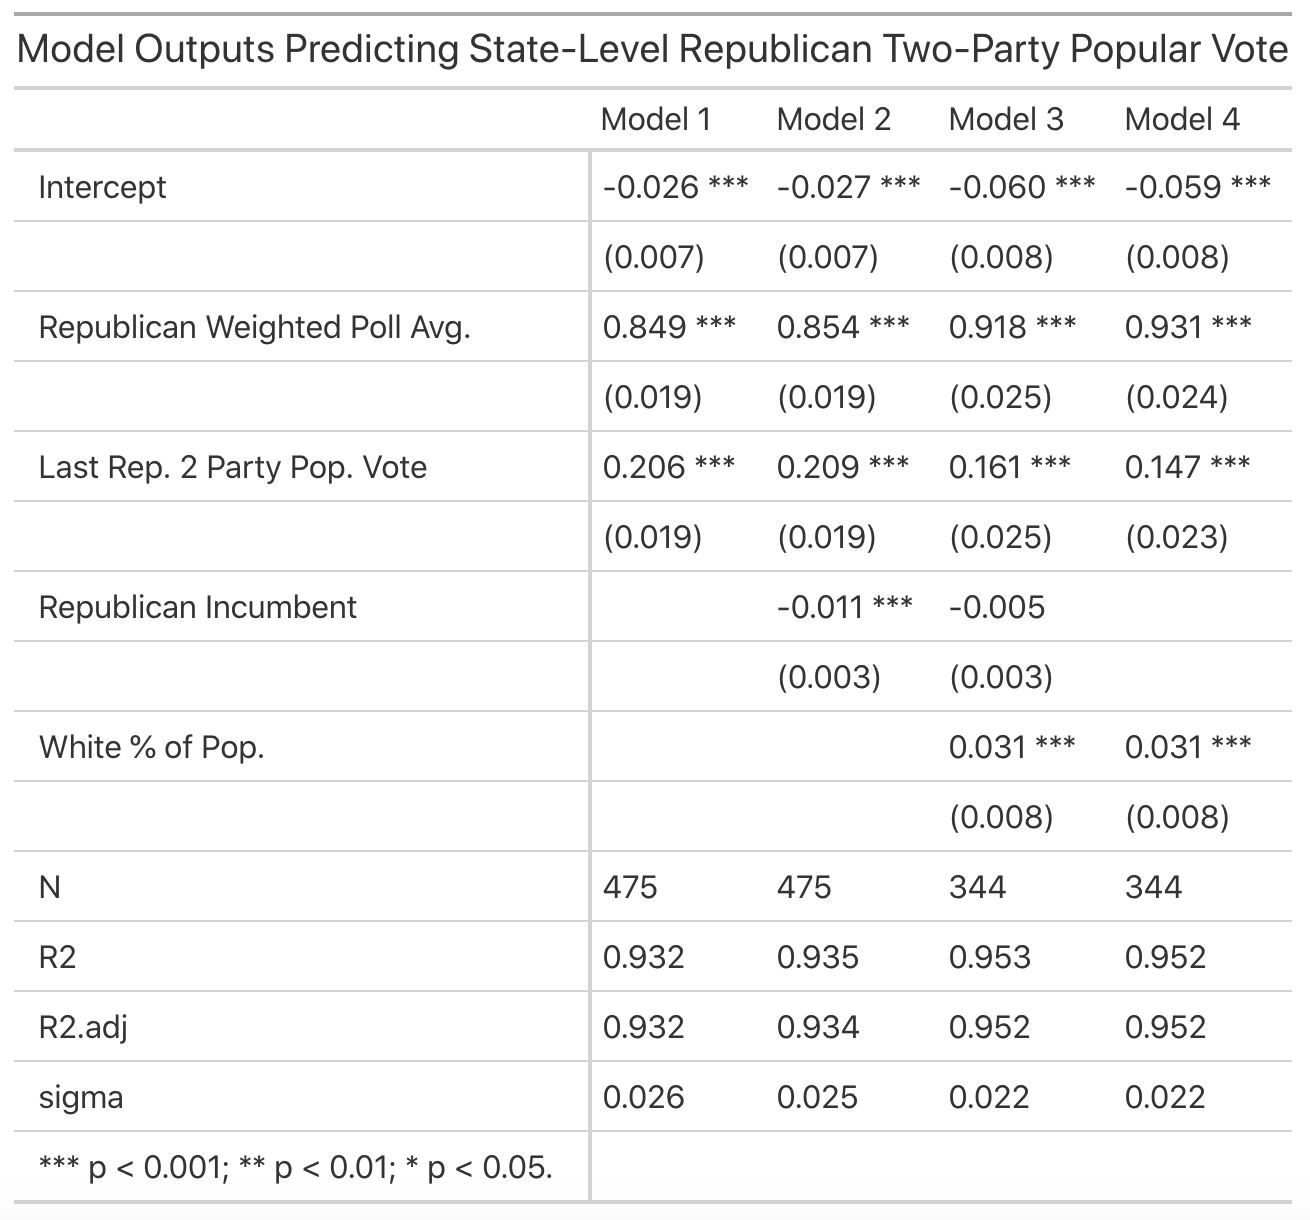 Model Outputs Predicting State-Level Republican Two-Party Popular Vote
Model 1 Model 2 Model 3 Model 4
Intercept -0.026 *** -0.027 *** -0.060 *** -0.059 ***
(0.007) (0.007) (0.008) (0.008)
Republican Weighted Poll Avg. 0.849 *** 0.854 *** 0.918 *** 0.931 ***
(0.019) (0.019) (0.025) (0.024)
Last Rep. 2 Party Pop. Vote 0.206 *** 0.209 *** 0.161 *** 0.147 ***
(0.019) (0.019) (0.025) (0.023)
Republican Incumbent -0.011 *** -0.005
(0.003) (0.003)
White % of Pop. 0.031 *** 0.031 ***
(0.008) (0.008)
N 475 475 344 344
R2 0.932 0.935 0.953 0.952
R2.adj 0.932 0.934 0.952 0.952
sigma 0.026 0.025 0.022 0.022
*** p < 0.001; ** p < 0.01; * p < 0.05.